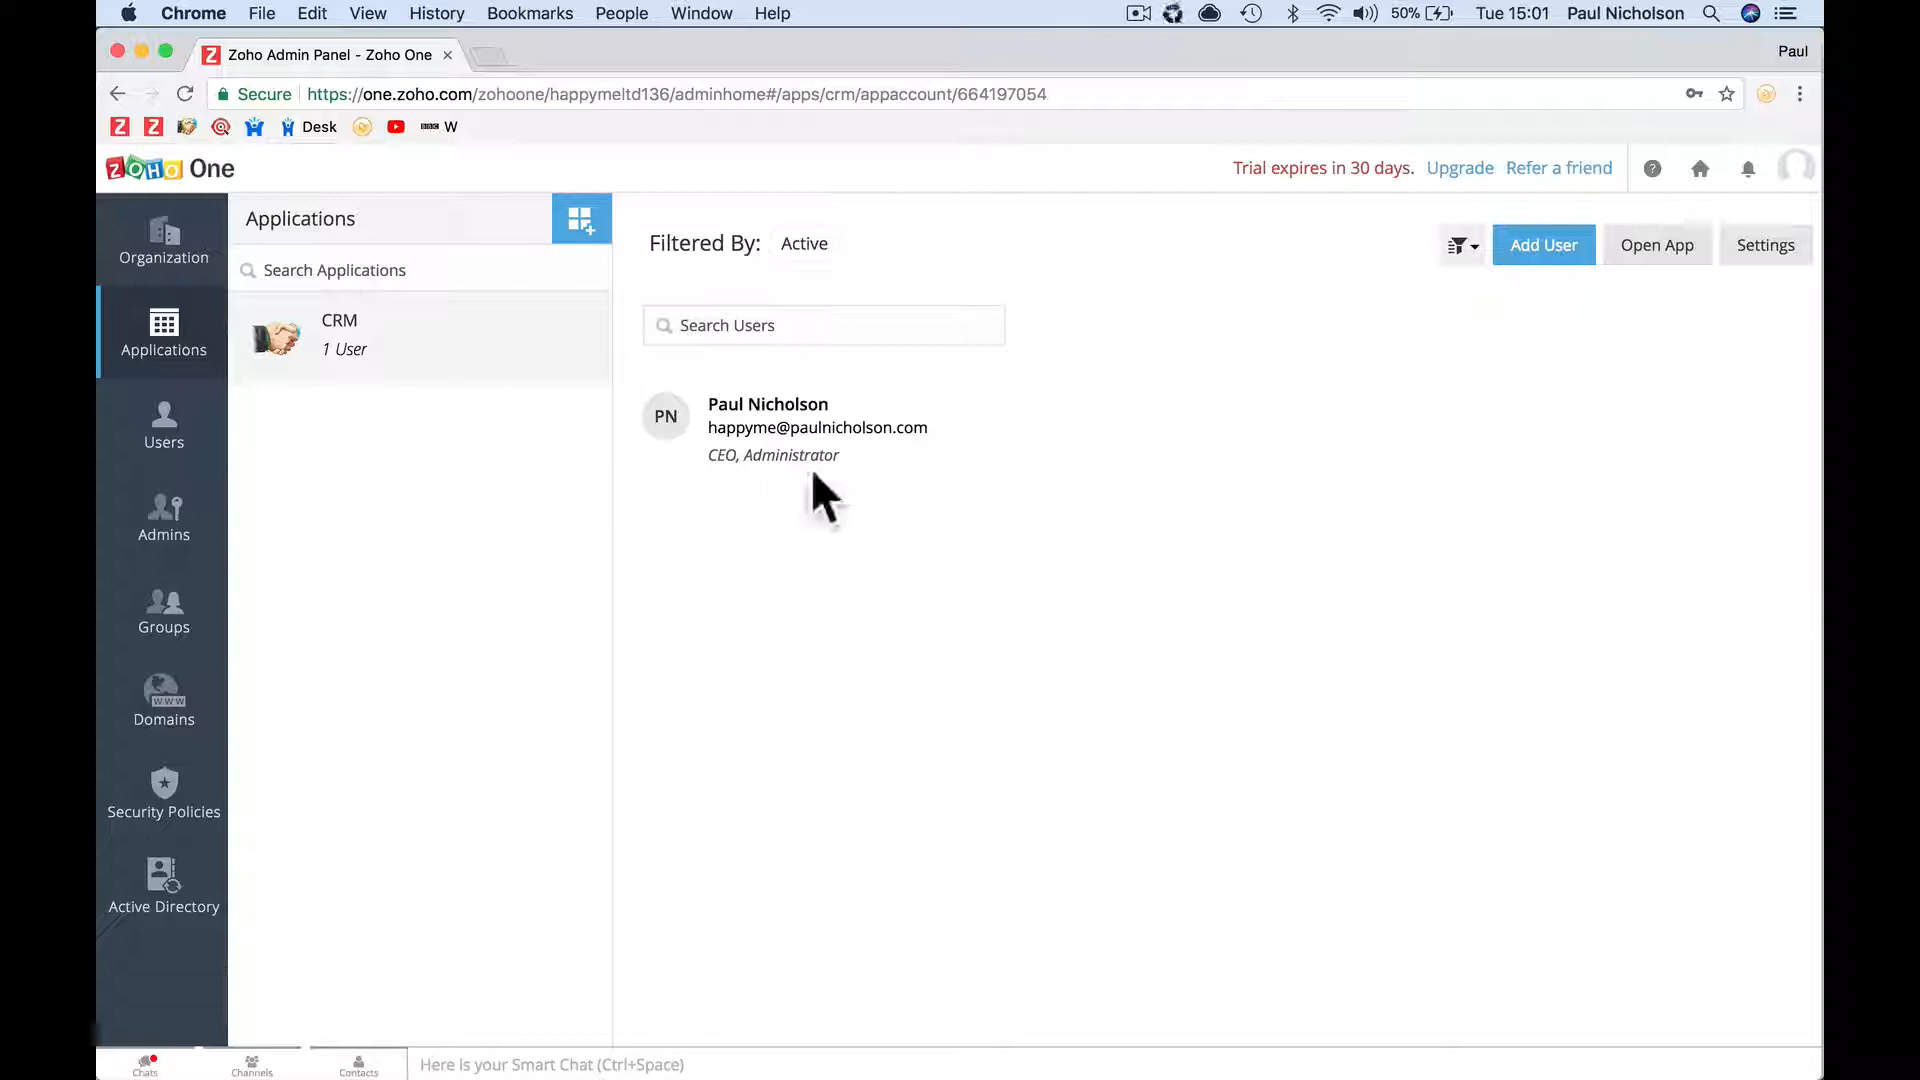 Chrome File Edit View History Bookmarks People Window Help 50% Tue 15:01 Paul Nicholson
Zoho Admin Panel - Zoho One Paul
Secure https://one.zoho.com/zohoone/happymeltd136/adminhome#/apps/crm/appaccount/664197054
Desk BBC W
ZOHO One Trial expires in 30 days. Upgrade Refer a friend
Organization
Applications
Users
Admins
Groups
Domains
Security Policies
Active Directory
Applications
Search Applications
CRM
1 User
Filtered By: Active
Add User Open App Settings
Search Users
PN
Paul Nicholson
happyme@paulnicholson.com
CEO, Administrator
Chats Channels Contacts Here is your Smart Chat (Ctrl+Space)